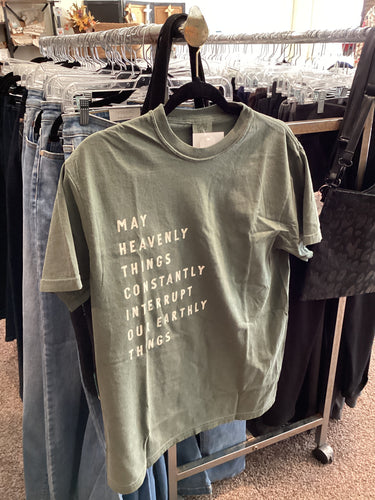 MAY
HEAVENLY
THINGS
CONSTANTLY
INTERRUPT
OUR EARTHLY
THINGS